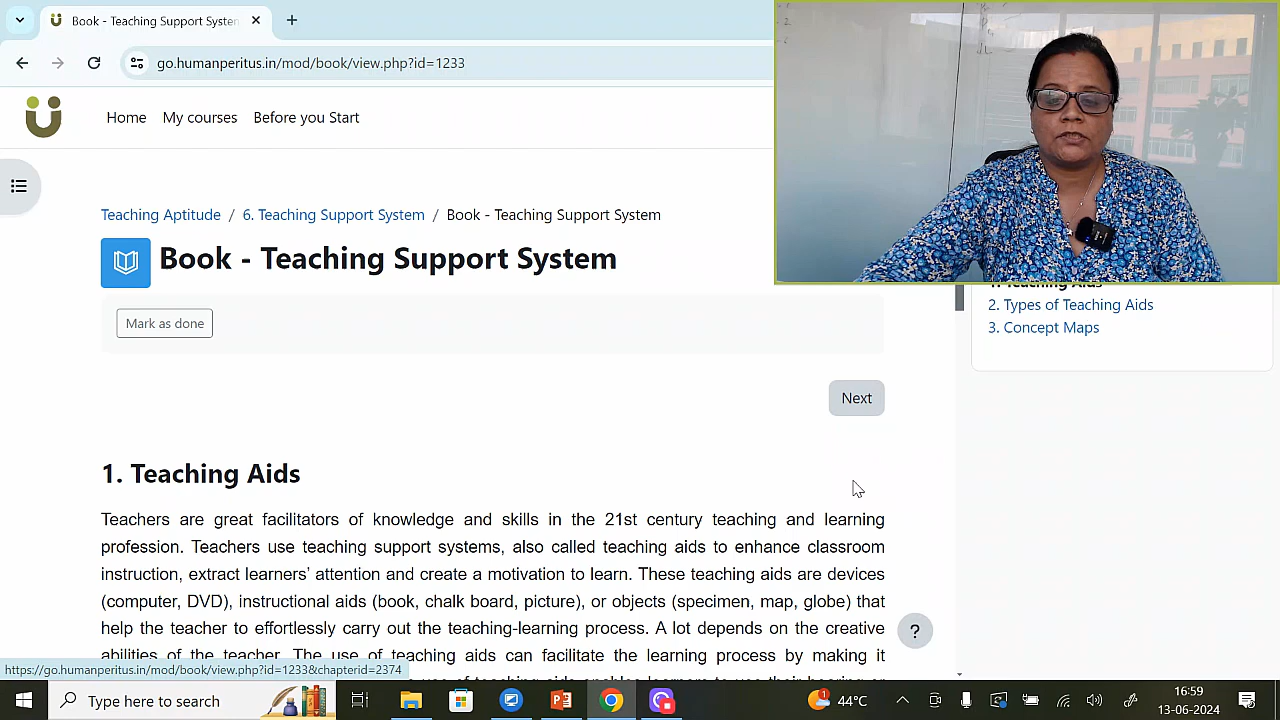 Book - Teaching Support System
go.humanperitus.in/mod/book/view.php?id=1233
Home My courses Before you Start
Teaching Aptitude / 6. Teaching Support System / Book - Teaching Support System
Book - Teaching Support System
Mark as done
1. Teaching Aids
2. Types of Teaching Aids
3. Concept Maps
Next
1. Teaching Aids
Teachers are great facilitators of knowledge and skills in the 21st century teaching and learning
profession. Teachers use teaching support systems, also called teaching aids to enhance classroom
instruction, extract learners' attention and create a motivation to learn. These teaching aids are devices
(computer, DVD), instructional aids (book, chalk board, picture), or objects (specimen, map, globe) that
help the teacher to effortlessly carry out the teaching-learning process. A lot depends on the creative
abilities of the teacher. The use of teaching aids can facilitate the learning process by making it
?
https://go.humanperitus.in/mod/book/view.php?id=1233&chapterid=2374
Type here to search
1
44°C
16:59
13-06-2024